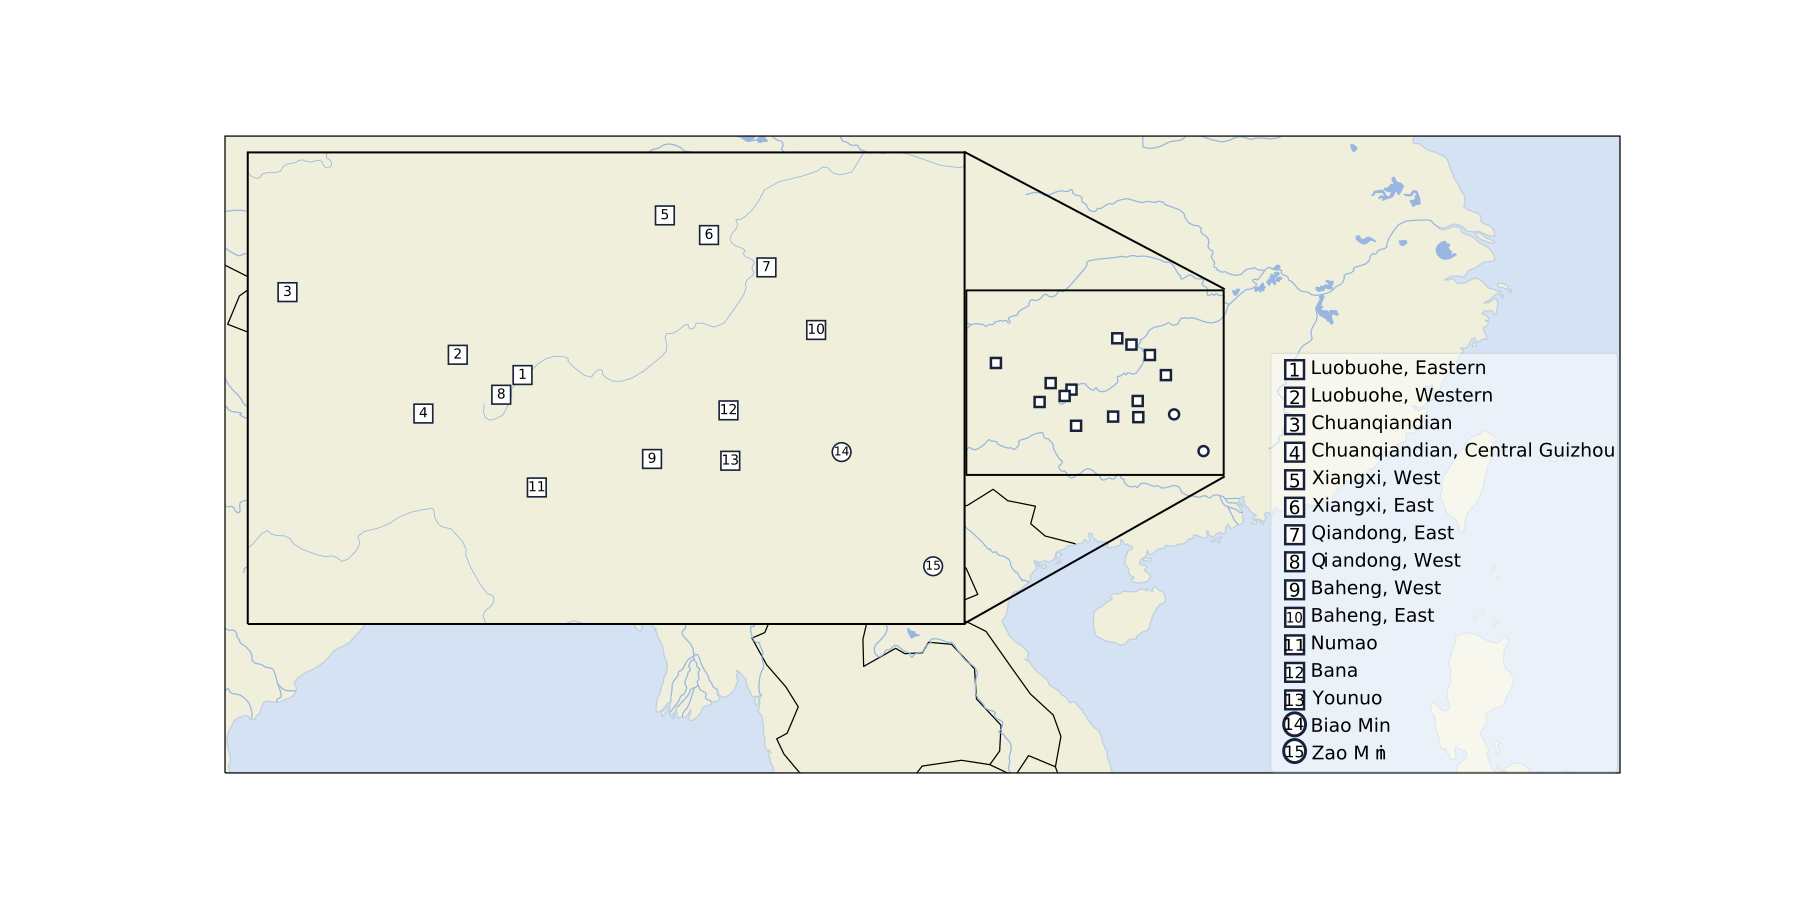 5
6
7
3
10
2
1
8
4
12
14
9
13
11
15
1 Luobuohe, Eastern
2 Luobuohe, Western
3 Chuanqiandian
4 Chuanqiandian, Central Guizhou
5 Xiangxi, West
6 Xiangxi, East
7 Qiandong, East
8 Qiandong, West
9 Baheng, West
10 Baheng, East
11 Numao
12 Bana
13 Younuo
14 Biao Min
15 Zao Min